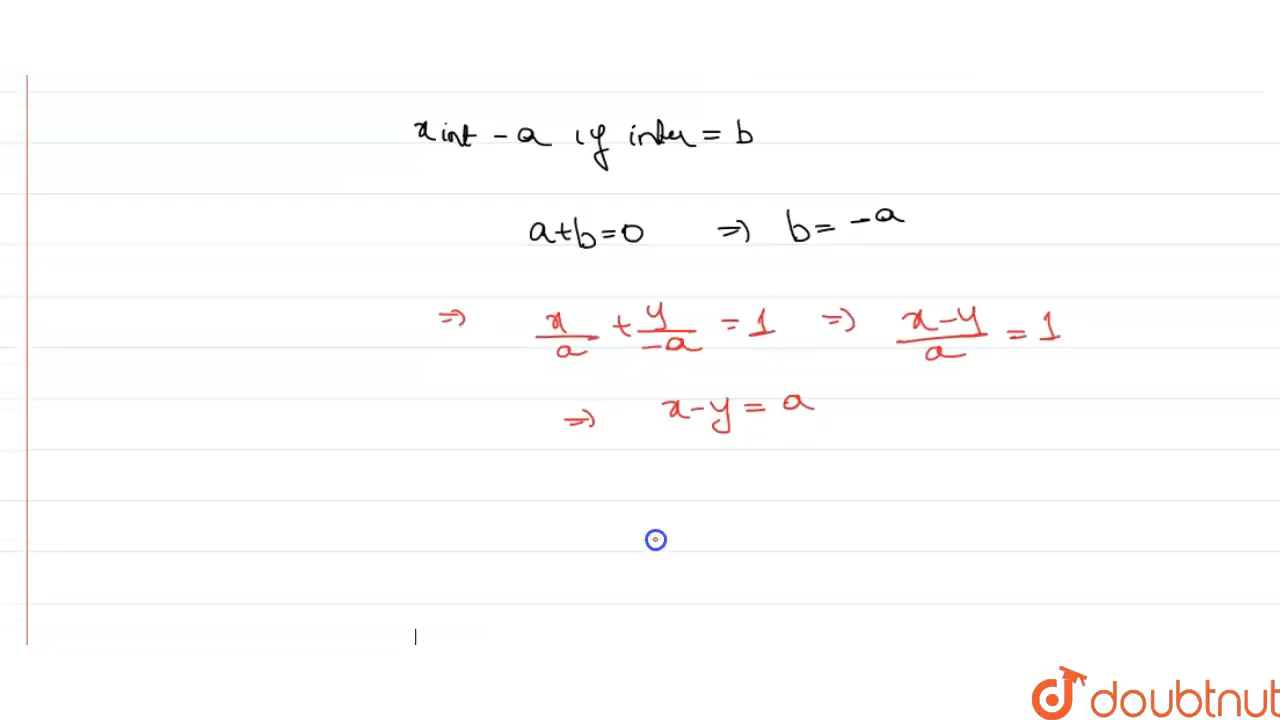 x int - a , y inter = b
a+b=0 ⇒ b= -a
⇒ x/a + y/-a = 1 ⇒ x-y/a = 1
⇒ x-y = a
doubtnut